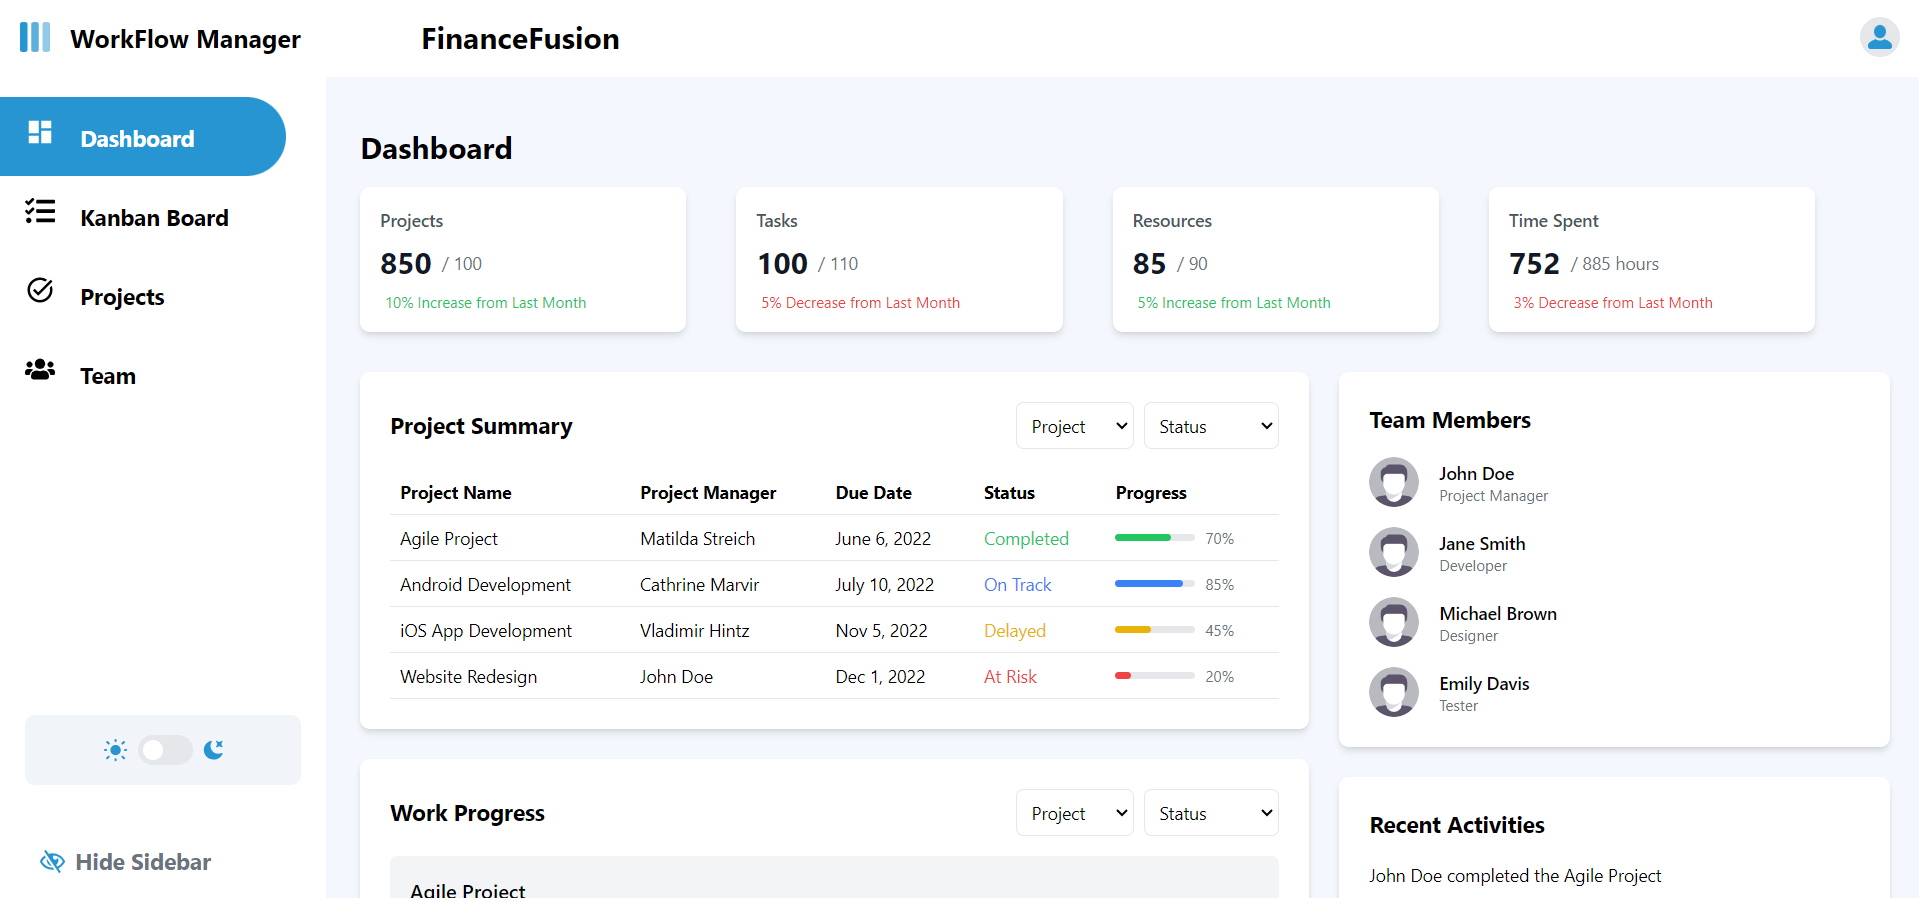 WorkFlow Manager
FinanceFusion
Dashboard
Kanban Board
Projects
Team
Hide Sidebar
Dashboard
Projects
850 / 100
10% Increase from Last Month
Tasks
100 / 110
5% Decrease from Last Month
Resources
85 / 90
5% Increase from Last Month
Time Spent
752 / 885 hours
3% Decrease from Last Month
Project Summary
Project
Status
Project Name Project Manager Due Date Status Progress
Agile Project Matilda Streich June 6, 2022 Completed 70%
Android Development Cathrine Marvir July 10, 2022 On Track 85%
iOS App Development Vladimir Hintz Nov 5, 2022 Delayed 45%
Website Redesign John Doe Dec 1, 2022 At Risk 20%
Team Members
John Doe
Project Manager
Jane Smith
Developer
Michael Brown
Designer
Emily Davis
Tester
Work Progress
Project
Status
Agile Project
Recent Activities
John Doe completed the Agile Project